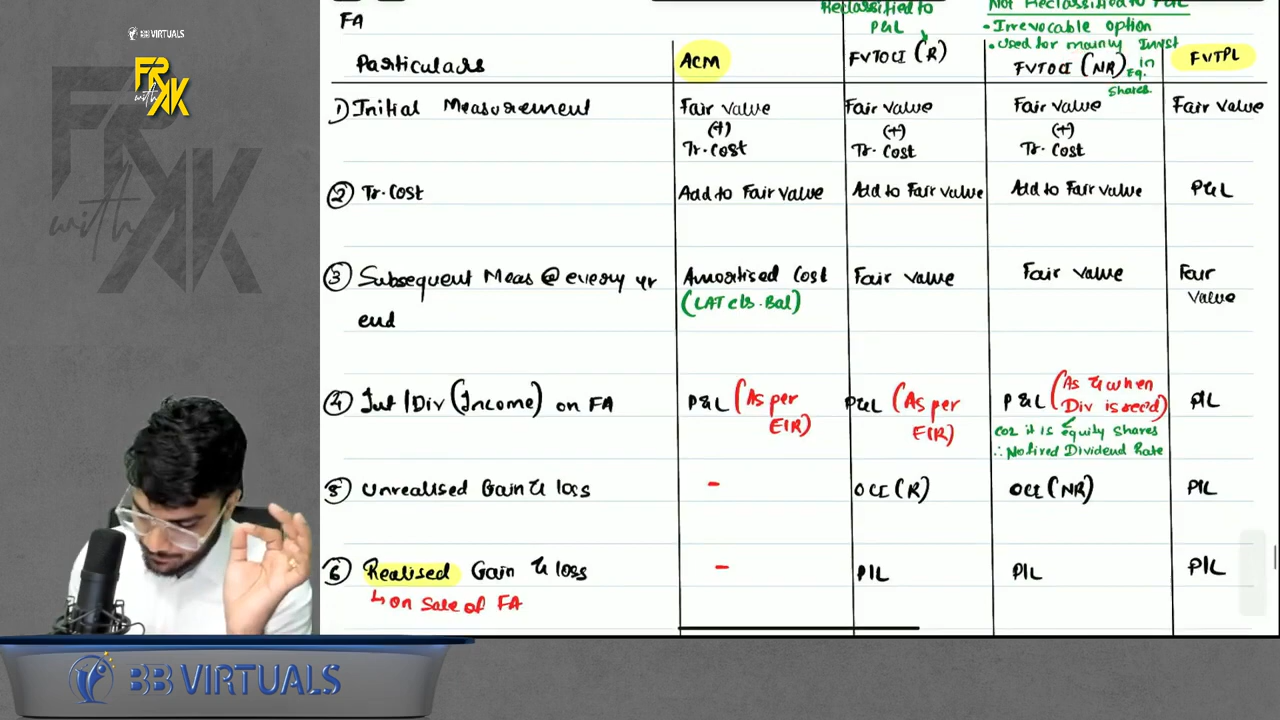 Reclassified to
P&L
Not Reclassified to P&L
• Irrevocable option
• Used for mainly Invst in Eq. Shares
FA
BB VIRTUALS
FR with AK
FR with AK
Particulars
ACM
FVTOCI (R)
FVTOCI (NR)
FVTPL
1) Initial Measurement
Fair value (+) Tr. Cost
Fair value (+) Tr. Cost
Fair value (+) Tr. Cost
Fair value
2) Tr. Cost
Add to Fair value
Add to Fair value
Add to Fair value
P&L
3) Subsequent Meas @ every yr end
Amortised Cost
(LAT cls. Bal)
Fair value
Fair value
Fair value
4) Int/Div (Income) on FA
P&L (As per EIR)
P&L (As per EIR)
P&L (As & when Div is recd)
coz it is equity shares
∴ No fixed Dividend Rate
P/L
5) Unrealised Gain & loss
-
OCI (R)
OCI (NR)
P/L
6) Realised Gain & loss
↳ on Sale of FA
-
P/L
P/L
P/L
BB VIRTUALS